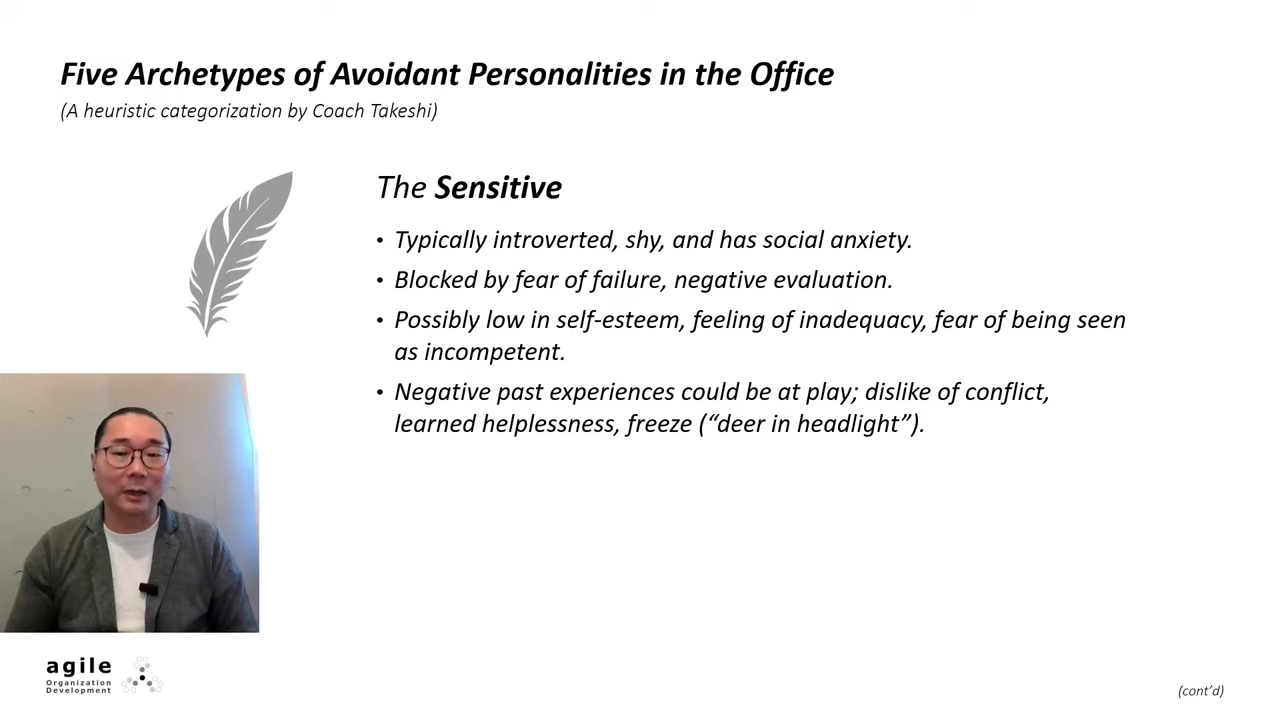 Five Archetypes of Avoidant Personalities in the Office
(A heuristic categorization by Coach Takeshi)
The Sensitive
• Typically introverted, shy, and has social anxiety.
• Blocked by fear of failure, negative evaluation.
• Possibly low in self-esteem, feeling of inadequacy, fear of being seen
as incompetent.
• Negative past experiences could be at play; dislike of conflict,
learned helplessness, freeze (“deer in headlight”).
agile
Organization
Development
(cont’d)